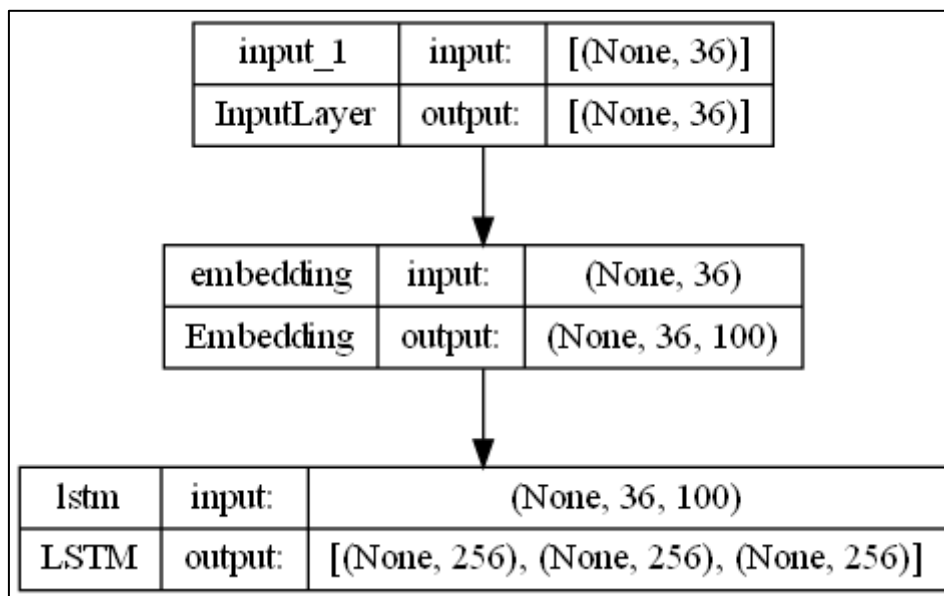 input_1 input: [(None, 36)]
InputLayer output: [(None, 36)]
embedding input: (None, 36)
Embedding output: (None, 36, 100)
lstm input: (None, 36, 100)
LSTM output: [(None, 256), (None, 256), (None, 256)]